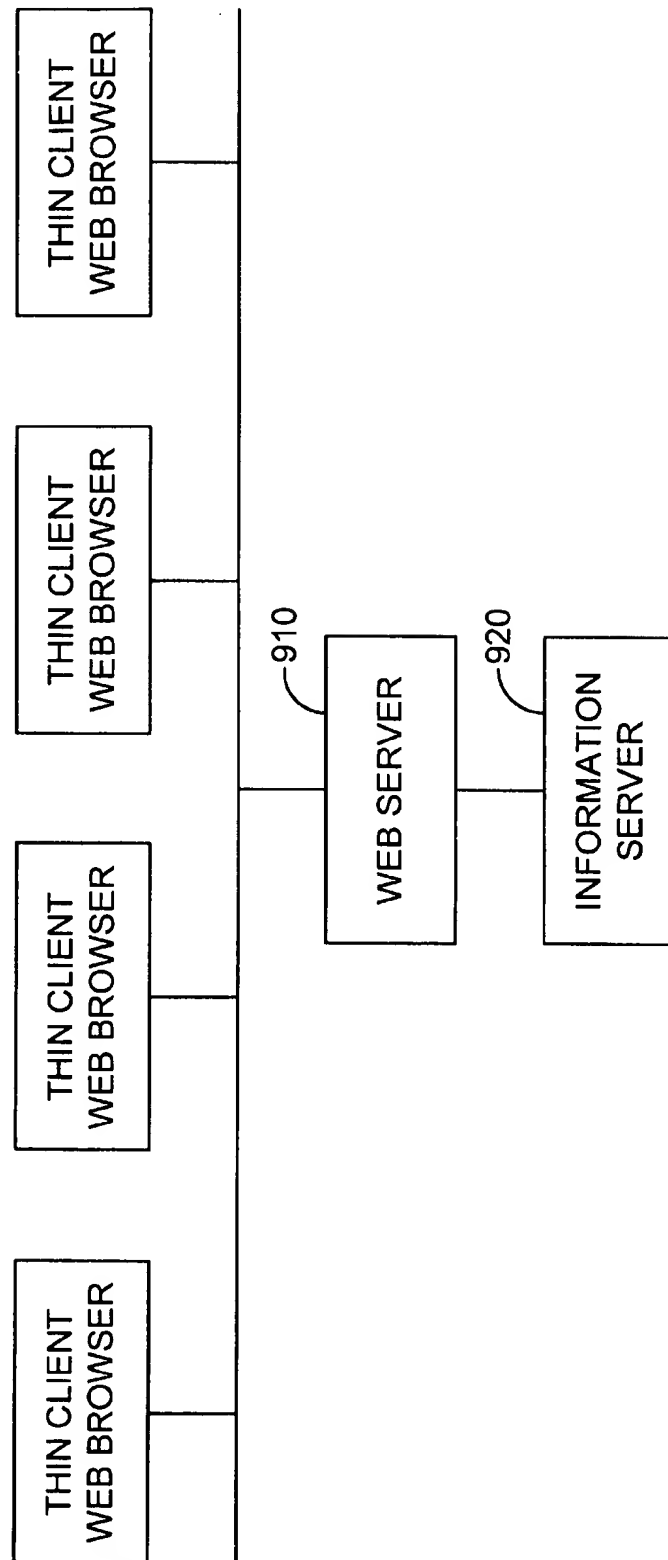 THIN CLIENT
WEB BROWSER
THIN CLIENT
WEB BROWSER
THIN CLIENT
WEB BROWSER
THIN CLIENT
WEB BROWSER
910
WEB SERVER
920
INFORMATION
SERVER